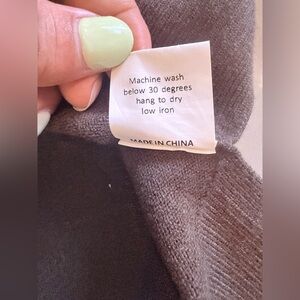 Machine wash
below 30 degrees
hang to dry
low iron
MADE IN CHINA